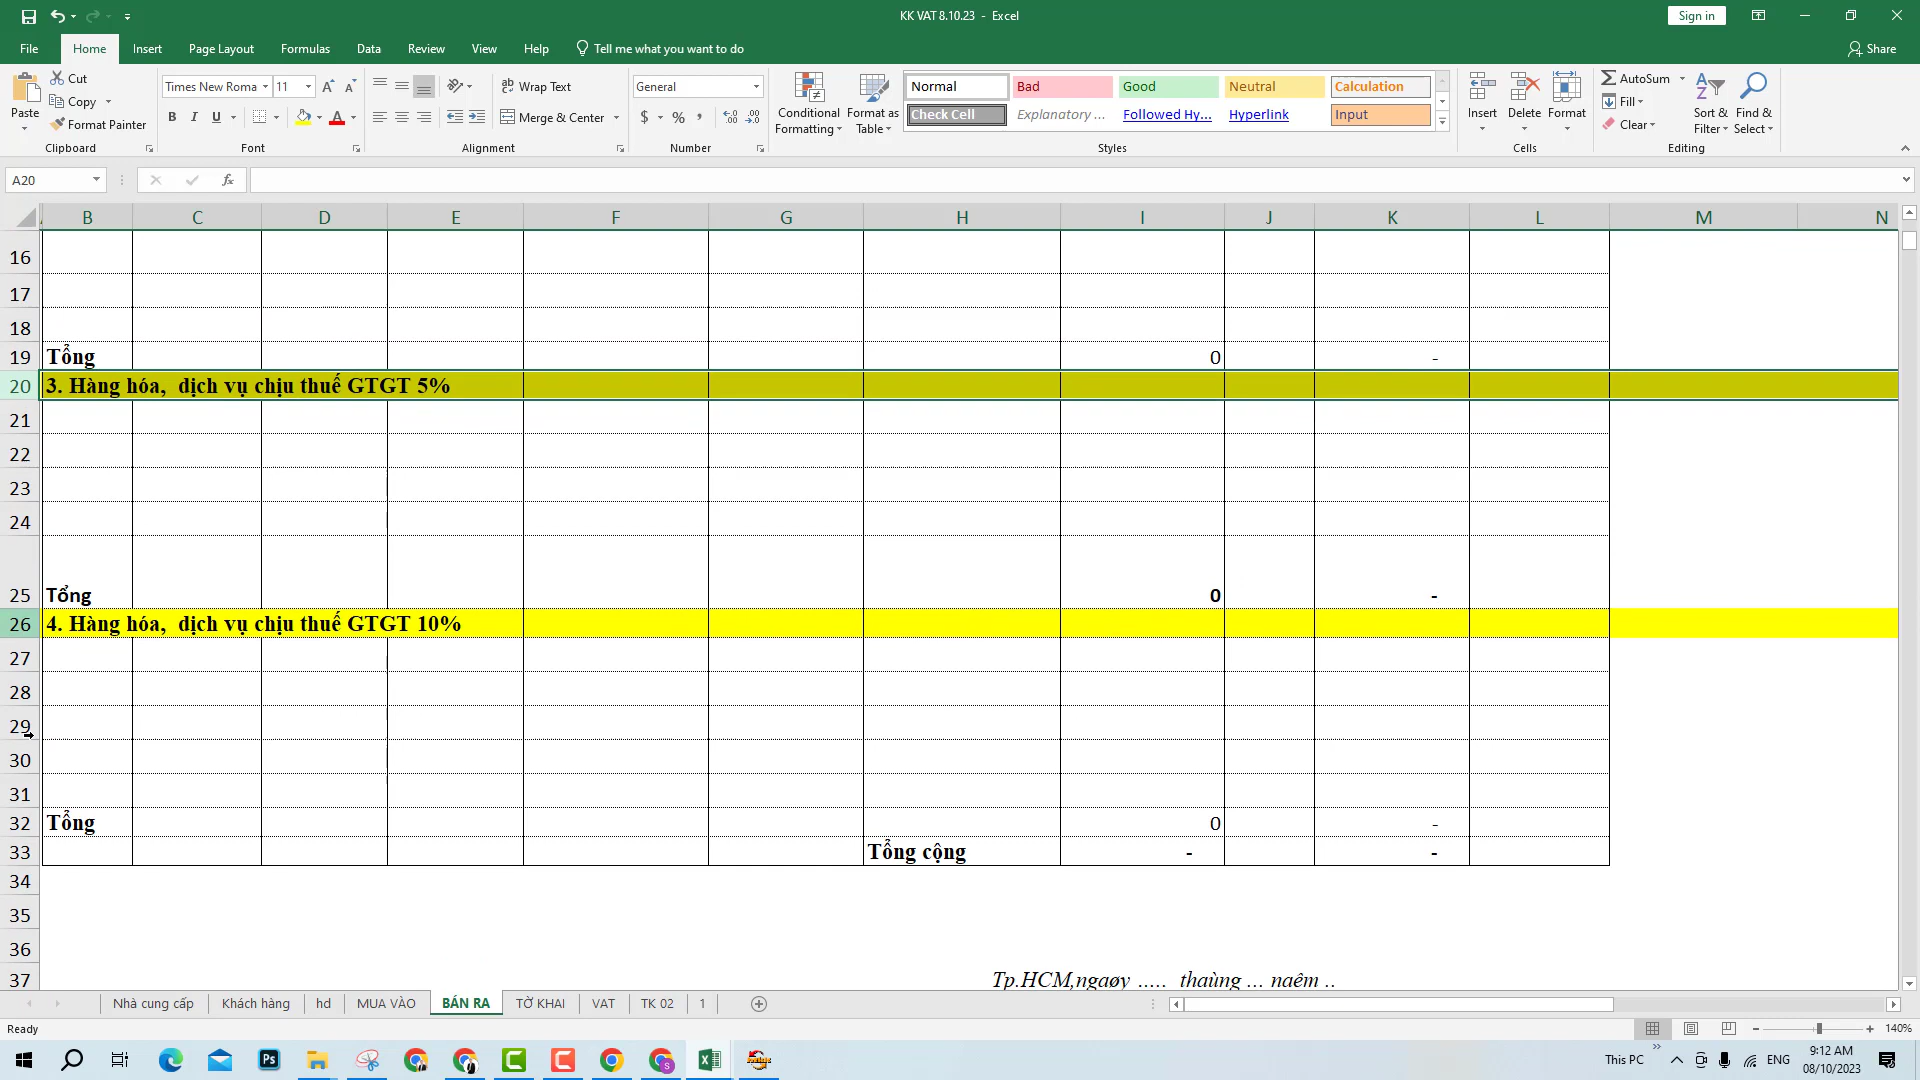 KK VAT 8.10.23 - Excel
Sign in
File Home Insert Page Layout Formulas Data Review View Help Tell me what you want to do Share
Paste
Cut
Copy
Format Painter
Clipboard
Times New Roma 11
B I U
Font
Wrap Text
Merge & Center
Alignment
General
$ % ,
Number
Conditional Formatting
Format as Table
Normal Bad Good Neutral Calculation
Check Cell Explanatory ... Followed Hy... Hyperlink Input
Styles
Insert Delete Format
Cells
AutoSum
Fill
Clear
Sort & Filter
Find & Select
Editing
A20 fx
B C D E F G H I J K L M N
16
17
18
19 Tổng 0 -
20 3. Hàng hóa, dịch vụ chịu thuế GTGT 5%
21
22
23
24
25 Tổng 0 -
26 4. Hàng hóa, dịch vụ chịu thuế GTGT 10%
27
28
29
30
31
32 Tổng 0 -
33 Tổng cộng - -
34
35
36
37 Tp.HCM,ngaøy ..... thaùng ... naêm ..
Nhà cung cấp Khách hàng hd MUA VÀO BÁN RA TỜ KHAI VAT TK 02 1
Ready 140%
This PC ENG 9:12 AM
08/10/2023